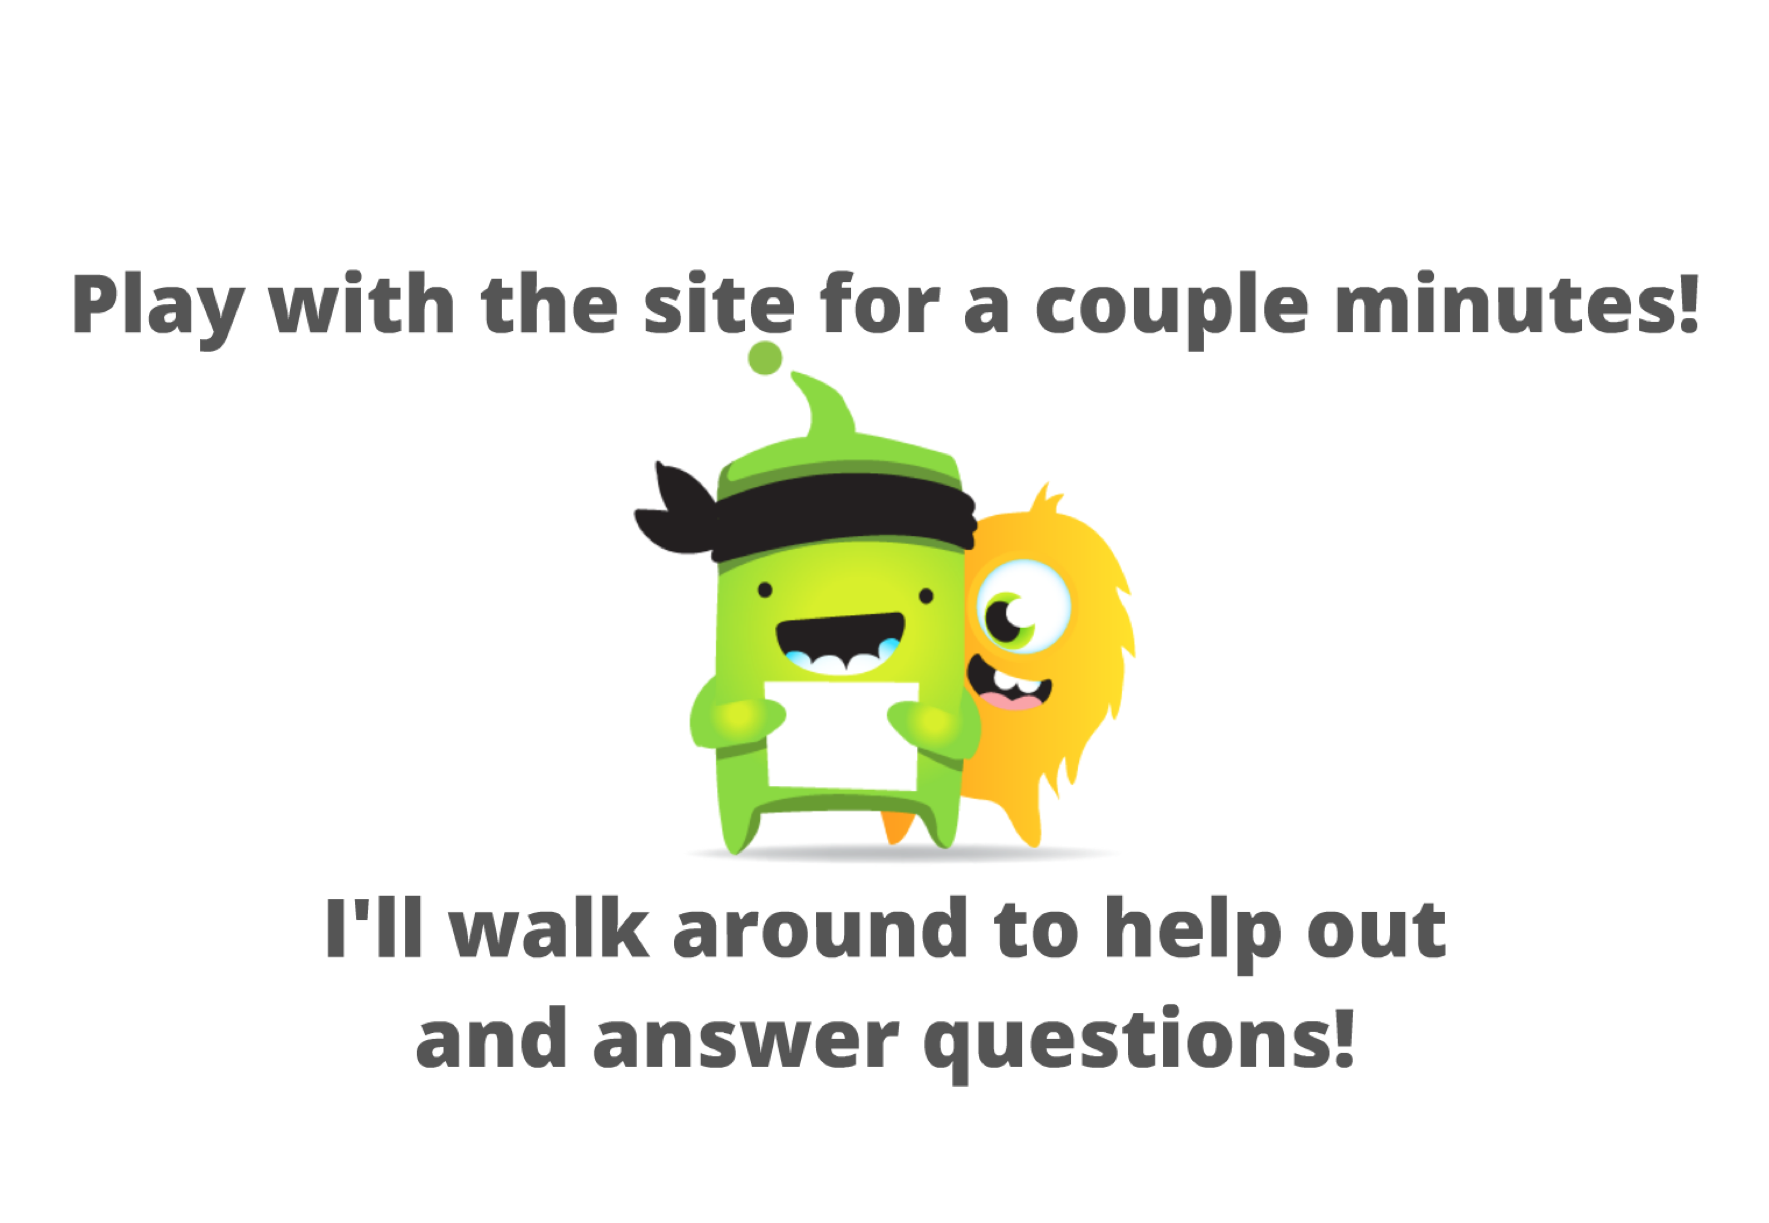 Play with the site for a couple minutes!
I'll walk around to help out
and answer questions!